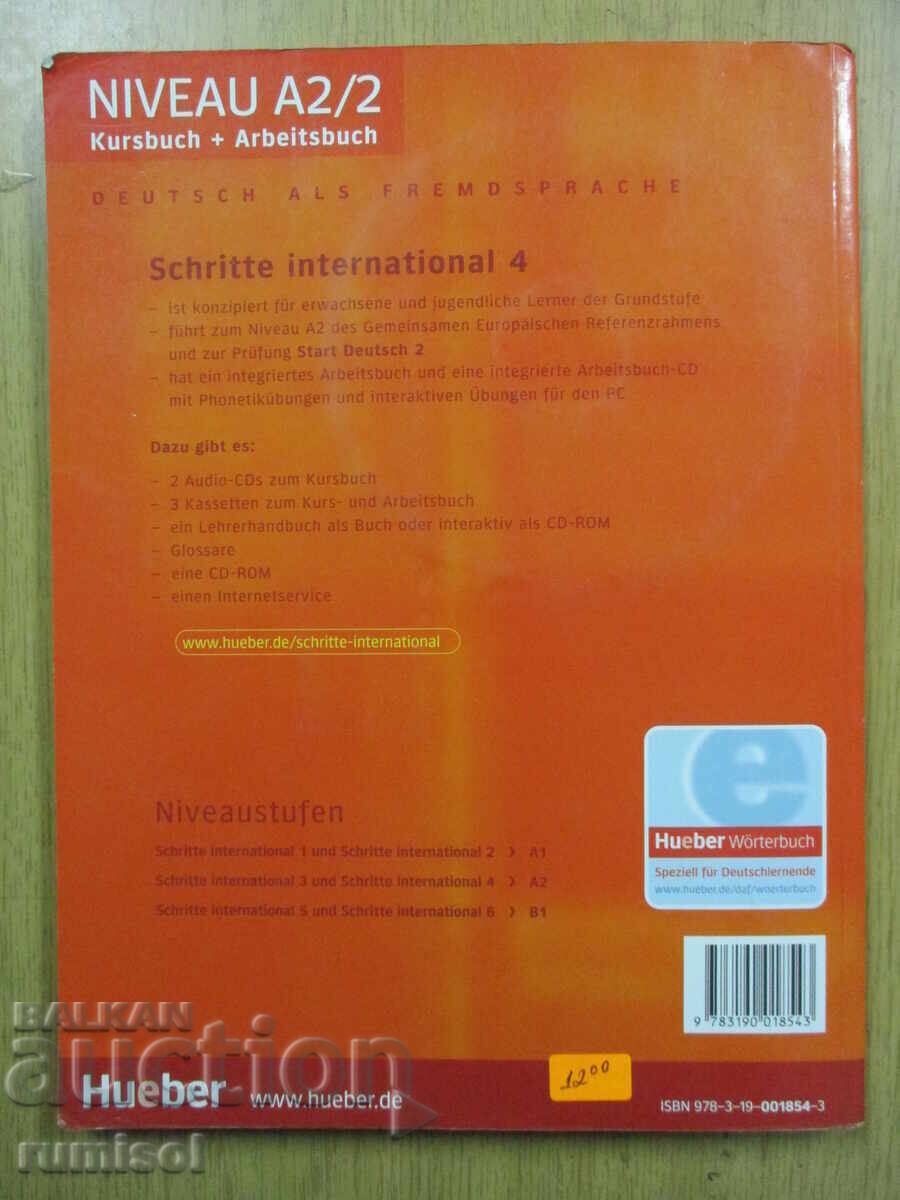 NIVEAU A2/2
Kursbuch + Arbeitsbuch
DEUTSCH ALS FREMDSPRACHE
Schritte international 4
– ist konzipiert für erwachsene und jugendliche Lerner der Grundstufe
– führt zum Niveau A2 des Gemeinsamen Europäischen Referenzrahmens
und zur Prüfung Start Deutsch 2
– hat ein integriertes Arbeitsbuch und eine integrierte Arbeitsbuch-CD
mit Phonetikübungen und interaktiven Übungen für den PC
Dazu gibt es:
– 2 Audio-CDs zum Kursbuch
– 3 Kassetten zum Kurs- und Arbeitsbuch
– ein Lehrerhandbuch als Buch oder interaktiv als CD-ROM
– Glossare
– eine CD-ROM
– einen Internetservice
www.hueber.de/schritte-international
e
Hueber Wörterbuch
Speziell für Deutschlernende
www.hueber.de/daf/woerterbuch
Niveaustufen
Schritte international 1 und Schritte international 2 > A1
Schritte international 3 und Schritte international 4 > A2
Schritte international 5 und Schritte international 6 > B1
9 783190 018543
BALKAN
auction
Hueber www.hueber.de
12 00
ISBN 978-3-19-001854-3
rumisol